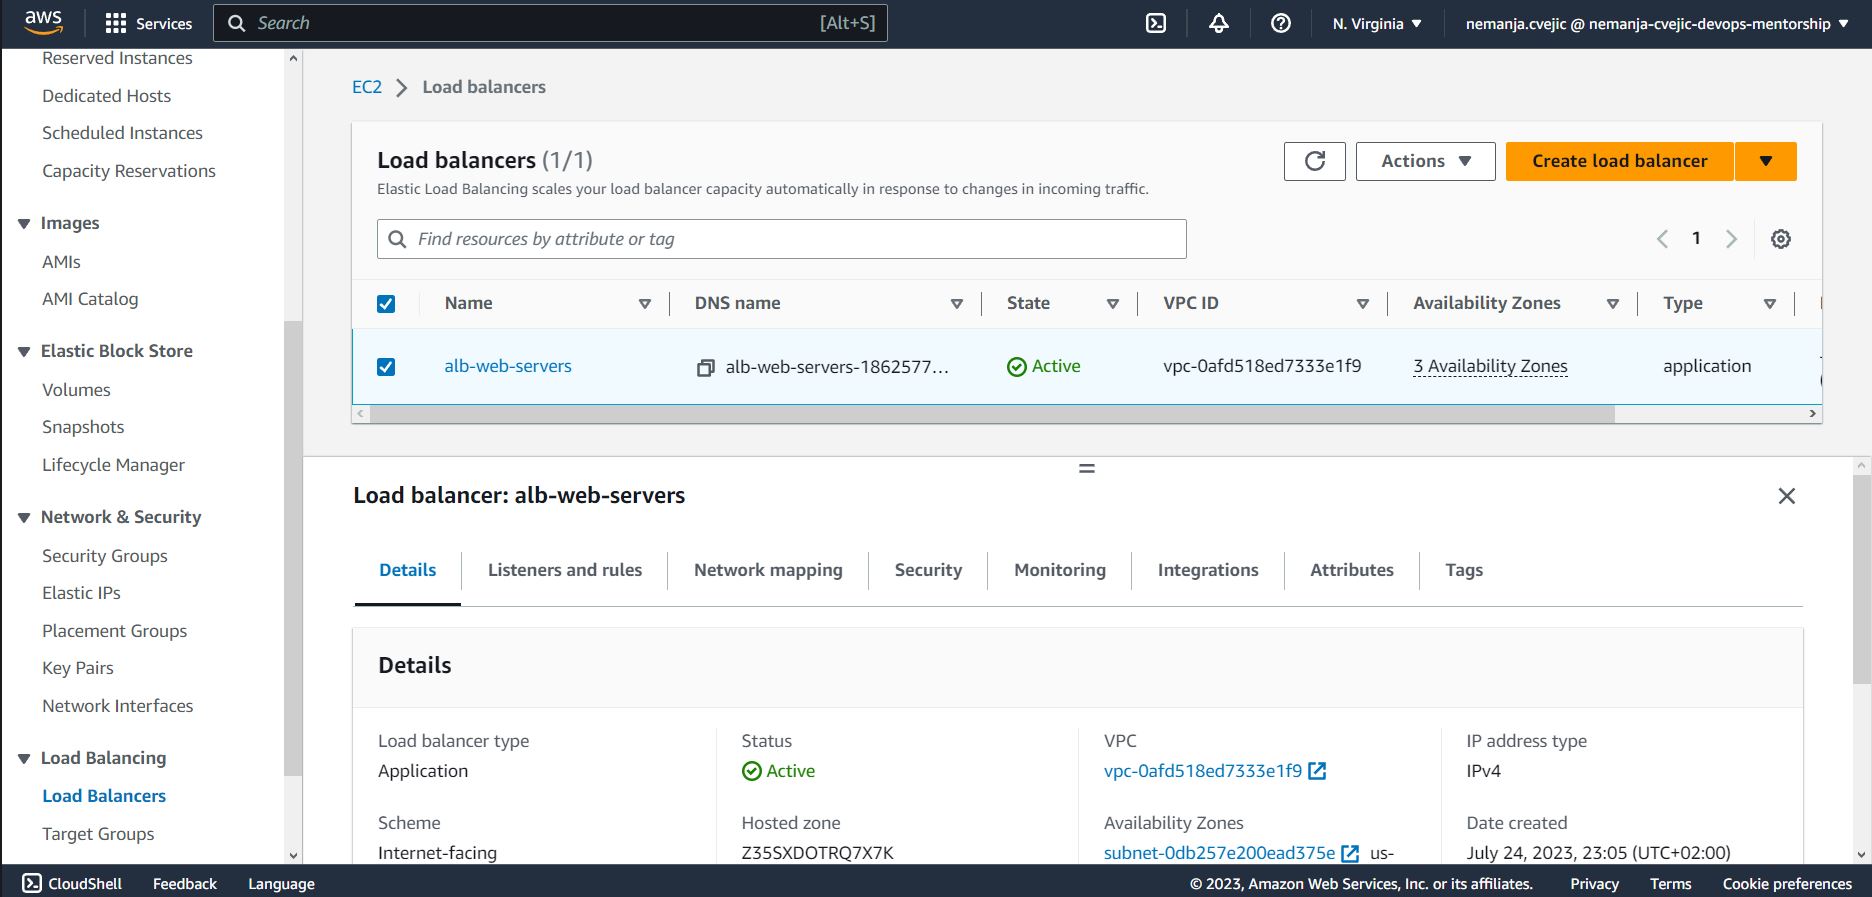 aws
Services
Search
[Alt+S]
N. Virginia
nemanja.cvejic @ nemanja-cvejic-devops-mentorship
Reserved Instances
Dedicated Hosts
Scheduled Instances
Capacity Reservations
Images
AMIs
AMI Catalog
Elastic Block Store
Volumes
Snapshots
Lifecycle Manager
Network & Security
Security Groups
Elastic IPs
Placement Groups
Key Pairs
Network Interfaces
Load Balancing
Load Balancers
Target Groups
EC2 > Load balancers
Load balancers (1/1)
Elastic Load Balancing scales your load balancer capacity automatically in response to changes in incoming traffic.
Actions
Create load balancer
Find resources by attribute or tag
1
Name DNS name State VPC ID Availability Zones Type
alb-web-servers alb-web-servers-1862577... Active vpc-0afd518ed7333e1f9 3 Availability Zones application
Load balancer: alb-web-servers
Details Listeners and rules Network mapping Security Monitoring Integrations Attributes Tags
Details
Load balancer type
Application
Status
Active
VPC
vpc-0afd518ed7333e1f9
IP address type
IPv4
Scheme
Internet-facing
Hosted zone
Z35SXDOTRQ7X7K
Availability Zones
subnet-0db257e200ead375e us-
Date created
July 24, 2023, 23:05 (UTC+02:00)
CloudShell Feedback Language
© 2023, Amazon Web Services, Inc. or its affiliates. Privacy Terms Cookie preferences